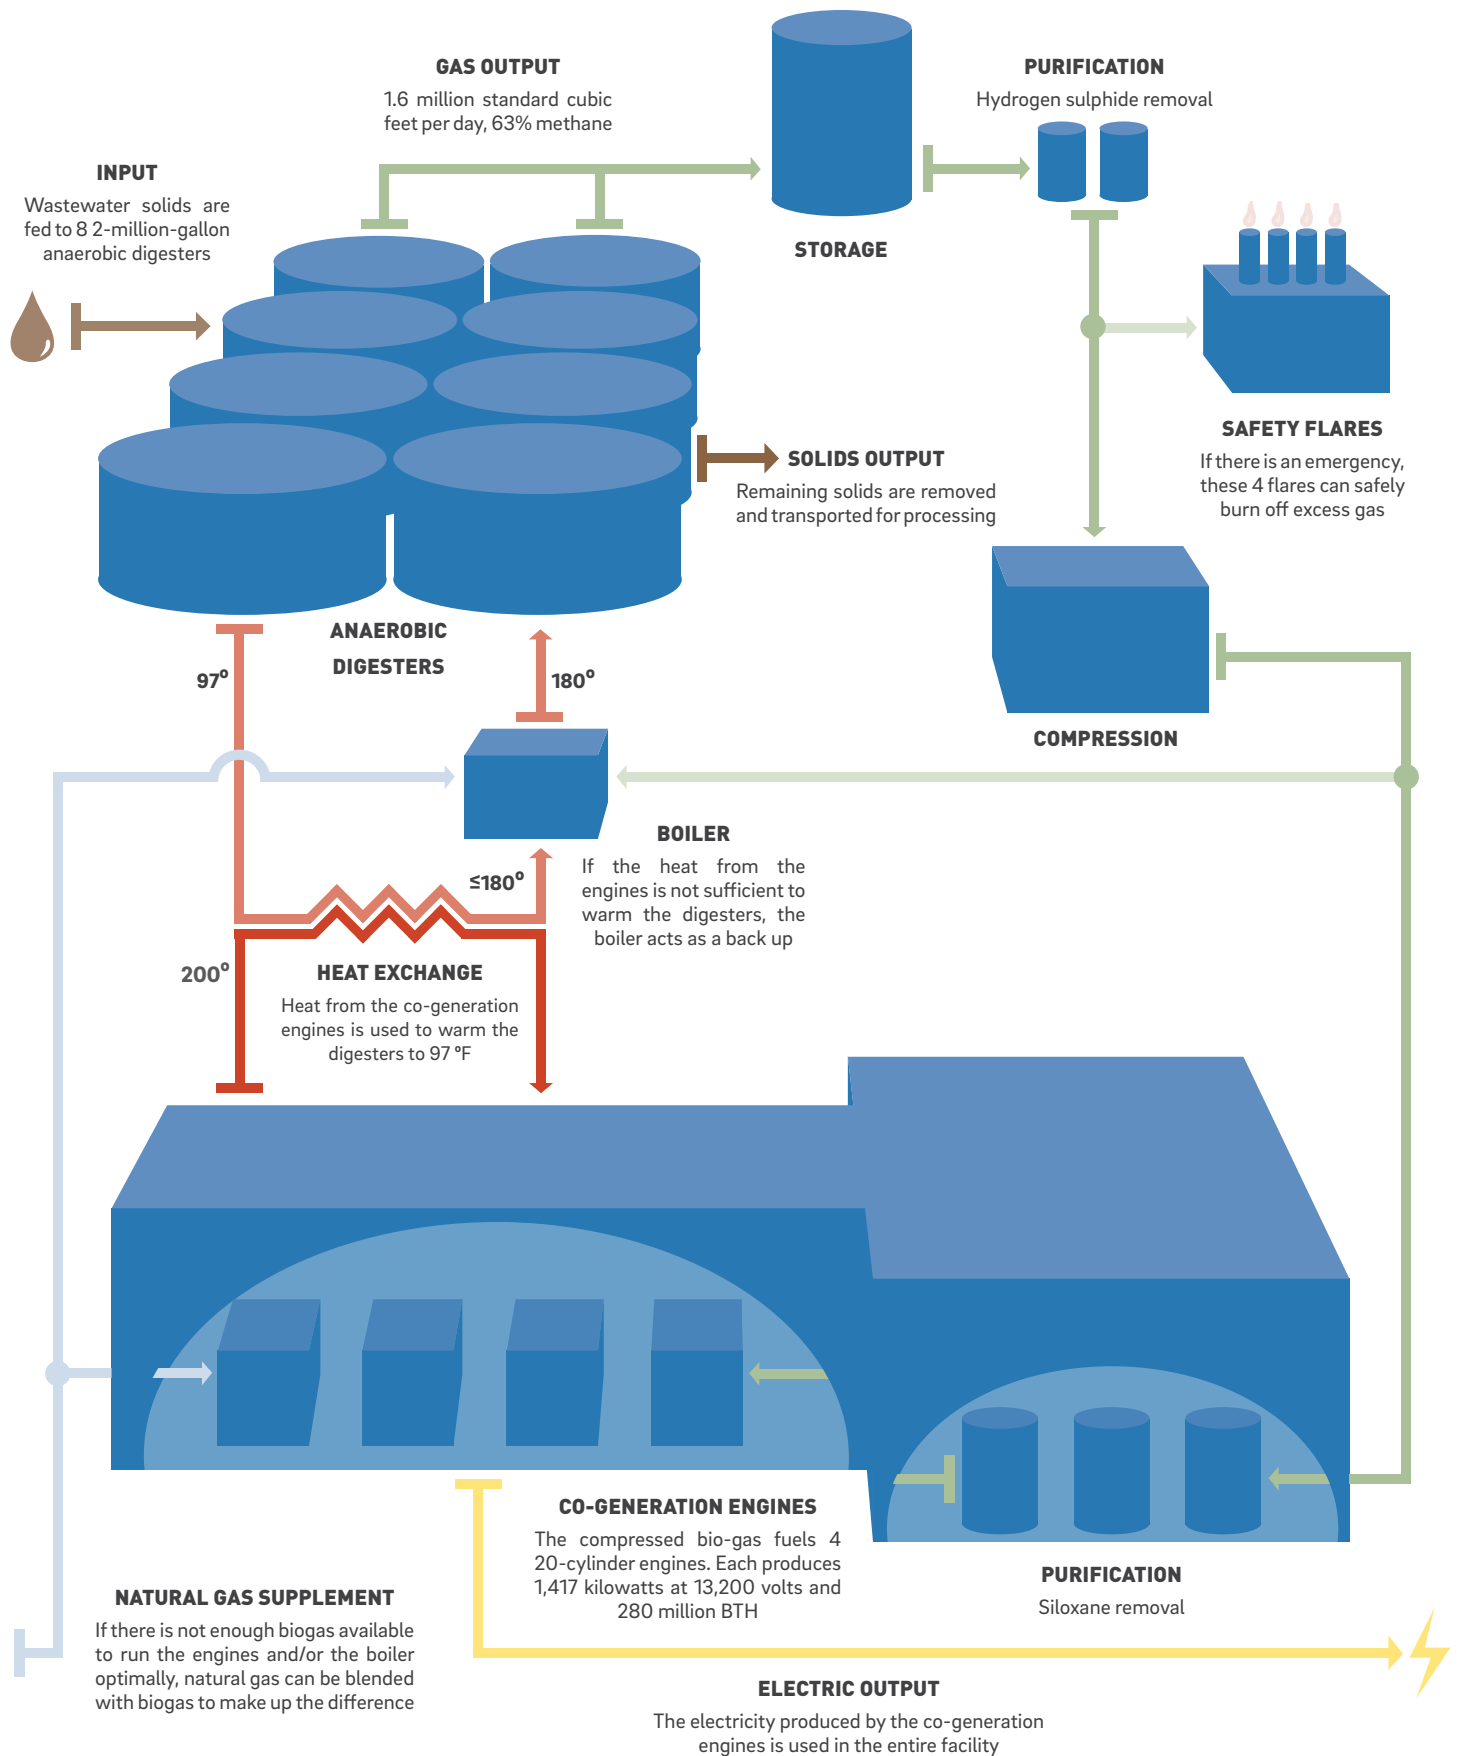 GAS OUTPUT
1.6 million standard cubic
feet per day, 63% methane
PURIFICATION
Hydrogen sulphide removal
INPUT
Wastewater solids are
fed to 8 2-million-gallon
anaerobic digesters
STORAGE
SAFETY FLARES
If there is an emergency,
these 4 flares can safely
burn off excess gas
SOLIDS OUTPUT
Remaining solids are removed
and transported for processing
ANAEROBIC
DIGESTERS
97°
180°
COMPRESSION
BOILER
If the heat from the
engines is not sufficient to
warm the digesters, the
boiler acts as a back up
≤180°
200°
HEAT EXCHANGE
Heat from the co-generation
engines is used to warm the
digesters to 97 °F
CO-GENERATION ENGINES
The compressed bio-gas fuels 4
20-cylinder engines. Each produces
1,417 kilowatts at 13,200 volts and
280 million BTH
PURIFICATION
Siloxane removal
NATURAL GAS SUPPLEMENT
If there is not enough biogas available
to run the engines and/or the boiler
optimally, natural gas can be blended
with biogas to make up the difference
ELECTRIC OUTPUT
The electricity produced by the co-generation
engines is used in the entire facility